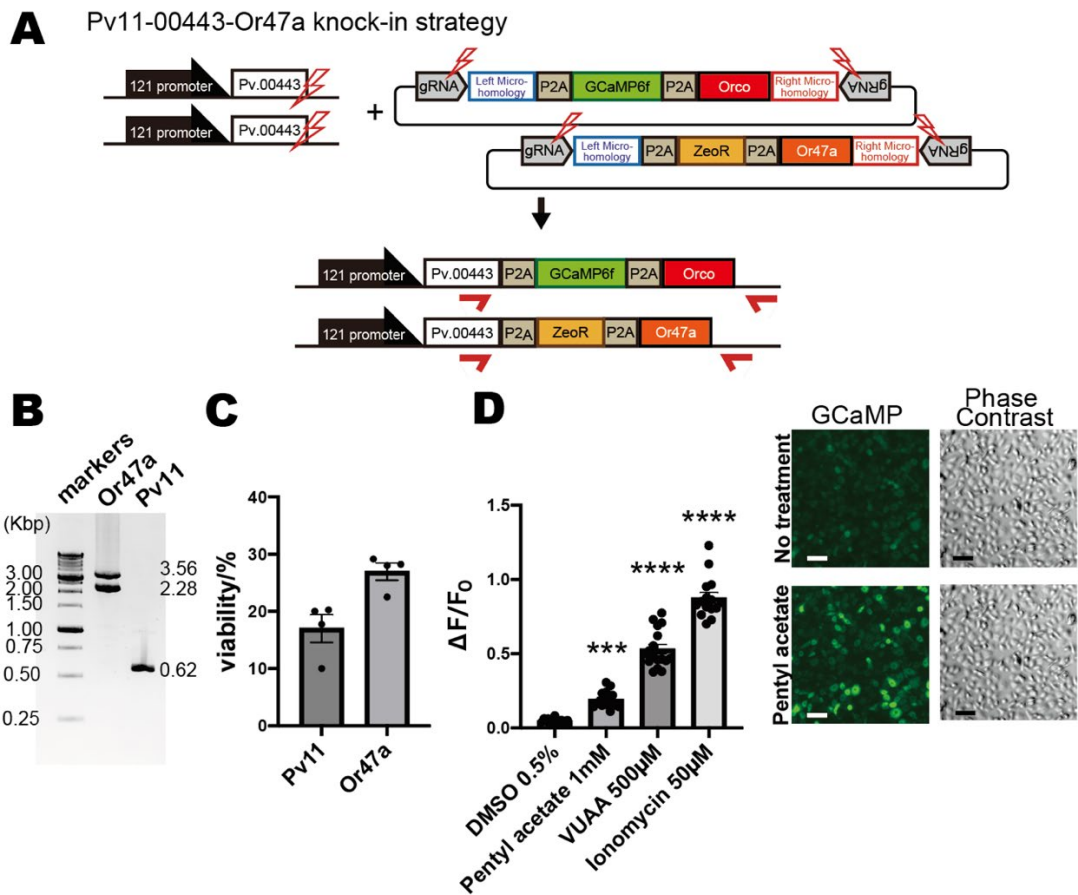 A
Pv11-00443-Or47a knock-in strategy
121 promoter
Pv.00443
121 promoter
Pv.00443
+
gRNA
Left Micro-
homology
P2A
GCaMP6f
P2A
Orco
Right Micro-
homology
gRNA
gRNA
Left Micro-
homology
P2A
ZeoR
P2A
Or47a
Right Micro-
homology
gRNA
121 promoter
Pv.00443
P2A
GCaMP6f
P2A
Orco
121 promoter
Pv.00443
P2A
ZeoR
P2A
Or47a
B
markers
Or47a
Pv11
(Kbp)
3.00
2.00
1.50
1.00
0.75
0.50
0.25
3.56
2.28
0.62
C
viability/%
40
30
20
10
0
Pv11
Or47a
D
ΔF/F0
1.5
1.0
0.5
0.0
***
****
****
DMSO 0.5%
Pentyl acetate 1mM
VUAA 500µM
Ionomycin 50µM
GCaMP
Phase
Contrast
No treatment
Pentyl acetate